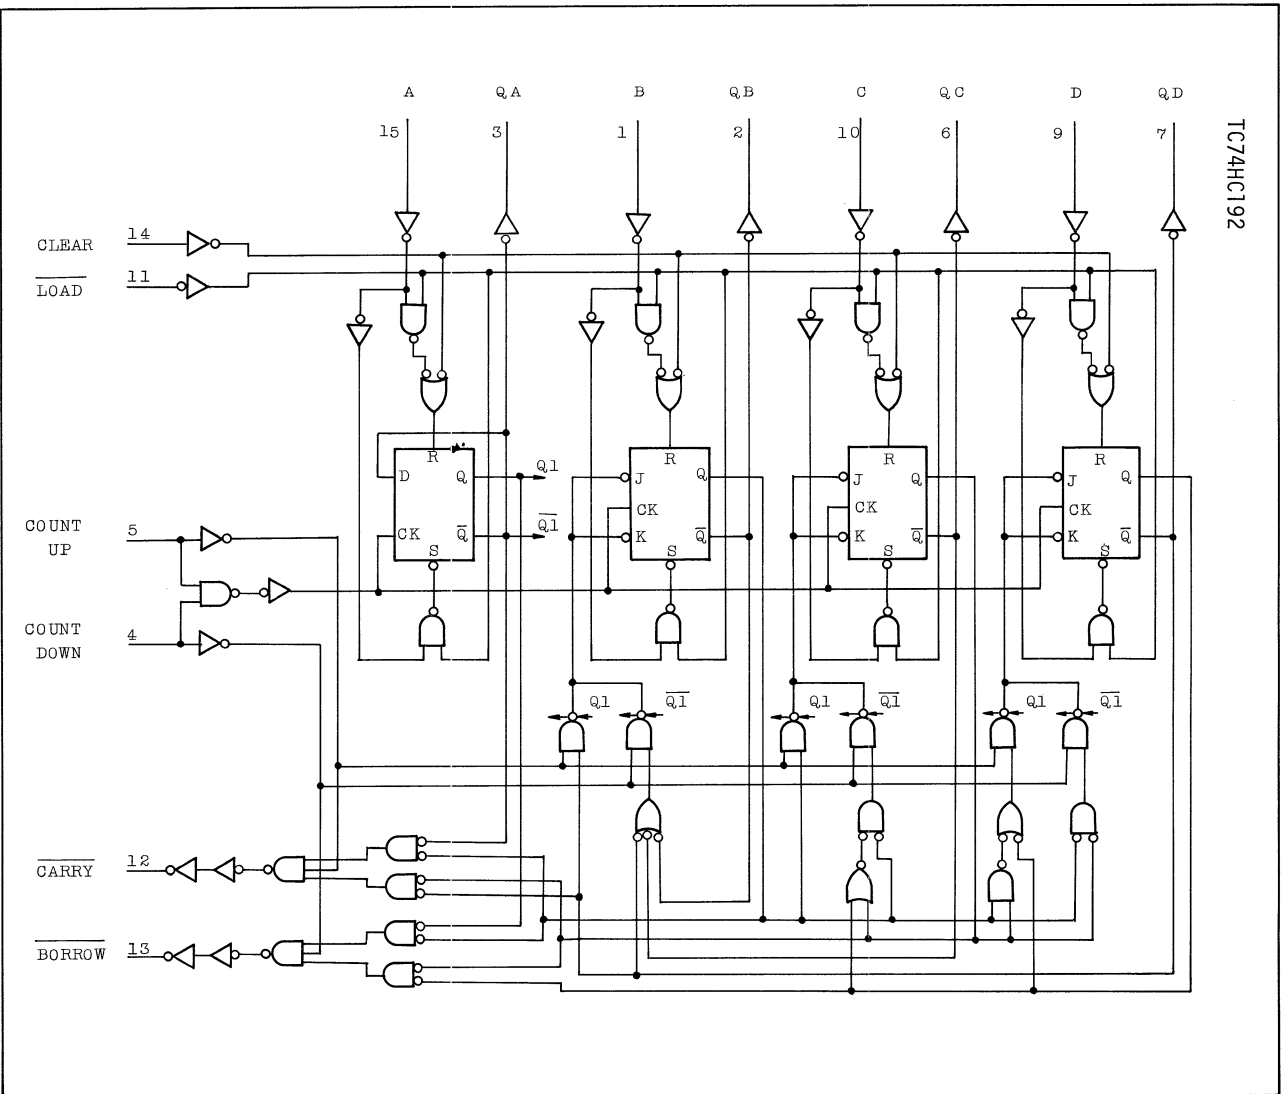 A QA B QB C QC D QD
15 3 1 2 10 6 9 7
TC74HC192
CLEAR 14
LOAD 11
R R R R
D Q Q1 J Q J Q J Q
CK CK CK
COUNT UP 5
CK Q Q1 K Q K Q K Q
S S S S
COUNT DOWN 4
Q1 Q1 Q1 Q1 Q1 Q1
CARRY 12
BORROW 13